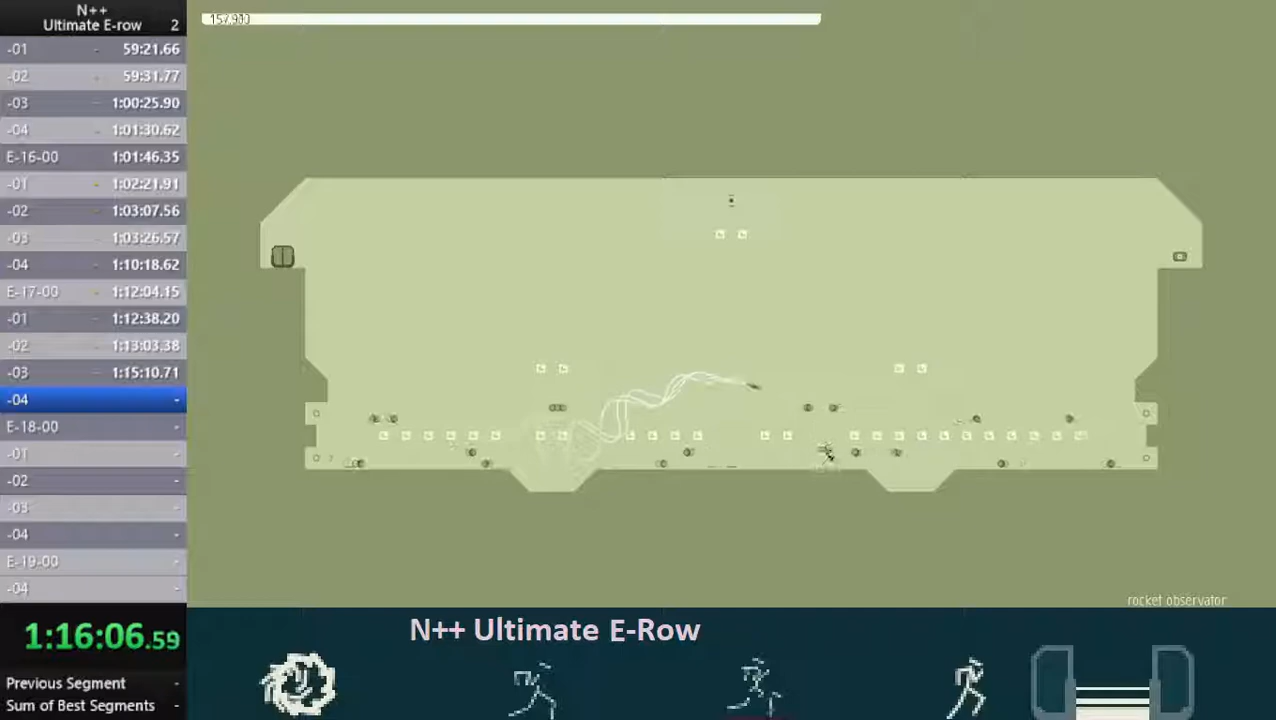 N++
Ultimate E-row 2
157.903
-01 - 59:21.66
-02 - 59:31.77
-03 - 1:00:25.90
-04 - 1:01:30.62
E-16-00 - 1:01:46.35
-01 - 1:02:21.91
-02 - 1:03:07.56
-03 - 1:03:26.57
-04 - 1:10:18.62
E-17-00 - 1:12:04.15
-01 - 1:12:38.20
-02 - 1:13:03.38
-03 - 1:15:10.71
-04 -
E-18-00 -
-01 -
-02 -
-03 -
-04 -
E-19-00 -
-04 -
rocket observator
1:16:06.59
N++ Ultimate E-Row
Previous Segment -
Sum of Best Segments -